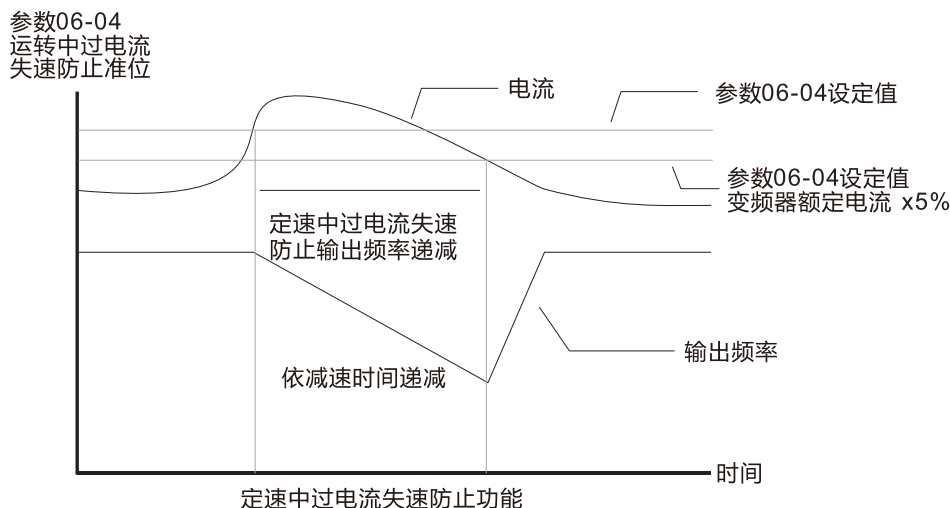 参数06-04
运转中过电流
失速防止准位
电流
参数06-04设定值
参数06-04设定值
变频器额定电流 x5%
定速中过电流失速
防止输出频率递减
输出频率
依减速时间递减
时间
定速中过电流失速防止功能